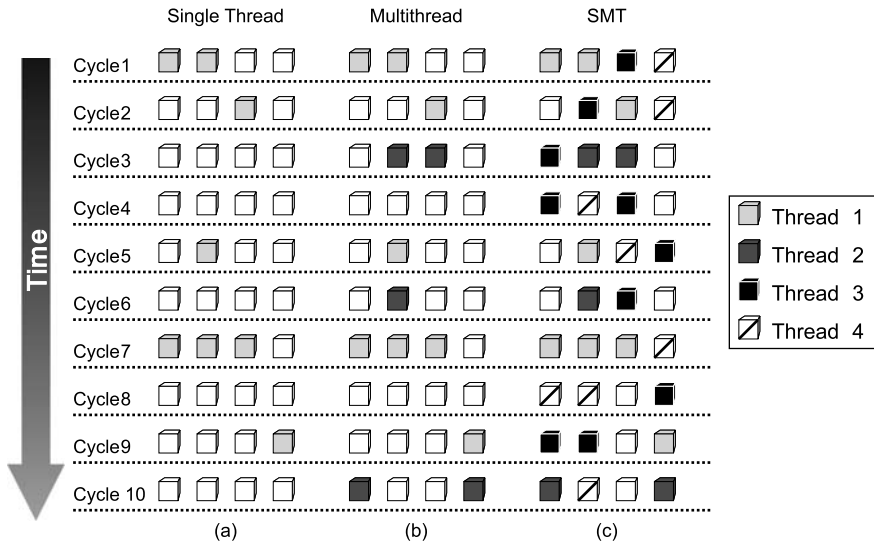 Single Thread Multithread SMT
Cycle1
Cycle2
Cycle3
Cycle4
Cycle5
Cycle6
Cycle7
Cycle8
Cycle9
Cycle 10
Time
Thread 1
Thread 2
Thread 3
Thread 4
(a) (b) (c)